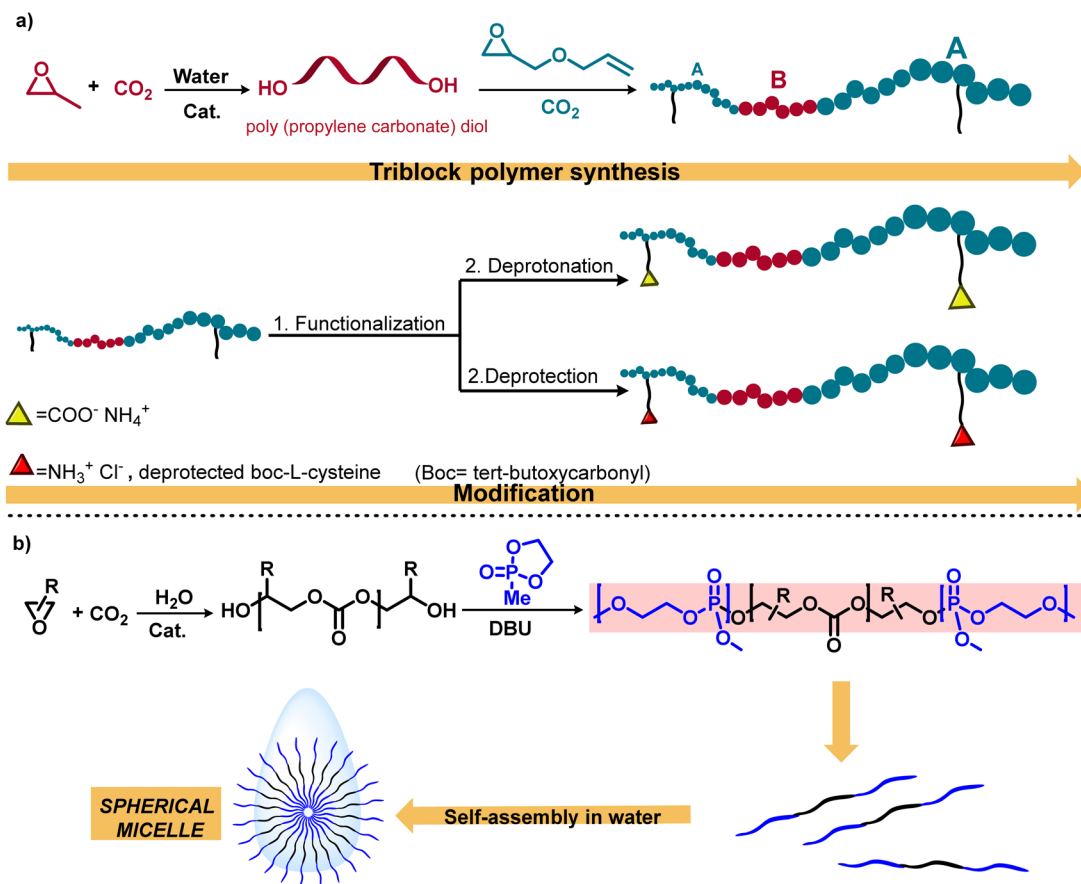 a)
O
+ CO2
Water
Cat.
HO
OH
poly (propylene carbonate) diol
O
O
CO2
A
B
A
Triblock polymer synthesis
1. Functionalization
2. Deprotonation
2.Deprotection
=COO- NH4+
=NH3+ Cl-, deprotected boc-L-cysteine (Boc= tert-butoxycarbonyl)
Modification
b)
R
O
+ CO2
H2O
Cat.
HO
R
O
O
O
R
OH
O
O=P
O
Me
DBU
O
O
P
O
O
O
R
O
O
O
R
O
O
P
O
O
O
SPHERICAL
MICELLE
Self-assembly in water